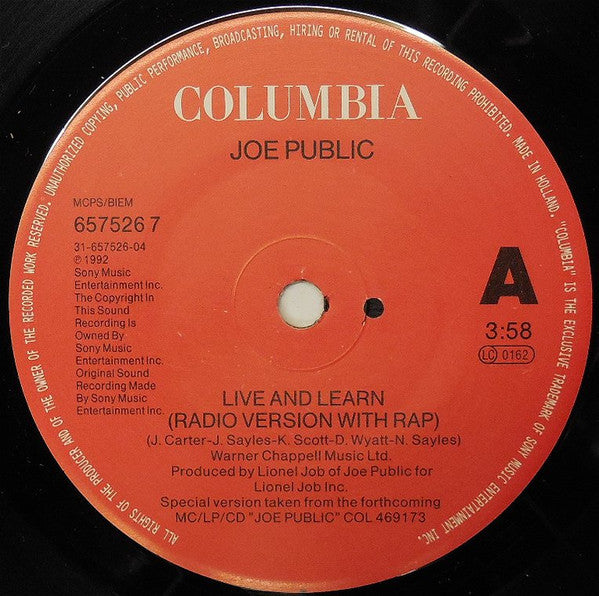 ALL RIGHTS OF THE PRODUCER AND OF THE OWNER OF THE RECORDED WORK RESERVED. UNAUTHORIZED COPYING, PUBLIC PERFORMANCE, BROADCASTING, HIRING OR RENTAL OF THIS RECORDING PROHIBITED. MADE IN HOLLAND. "COLUMBIA" IS THE EXCLUSIVE TRADEMARK OF SONY MUSIC ENTERTAINMENT INC.
COLUMBIA
JOE PUBLIC
MCPS/BIEM
657526 7
31-657526-04
℗ 1992
Sony Music
Entertainment Inc.
The Copyright In
This Sound
Recording Is
Owned By
Sony Music
Entertainment Inc.
Original Sound
Recording Made
By Sony Music
Entertainment Inc.
A
3:58
LC 0162
LIVE AND LEARN
(RADIO VERSION WITH RAP)
(J. Carter-J. Sayles-K. Scott-D. Wyatt-N. Sayles)
Warner Chappell Music Ltd.
Produced by Lionel Job of Joe Public for
Lionel Job Inc.
Special version taken from the forthcoming
MC/LP/CD "JOE PUBLIC" COL 469173